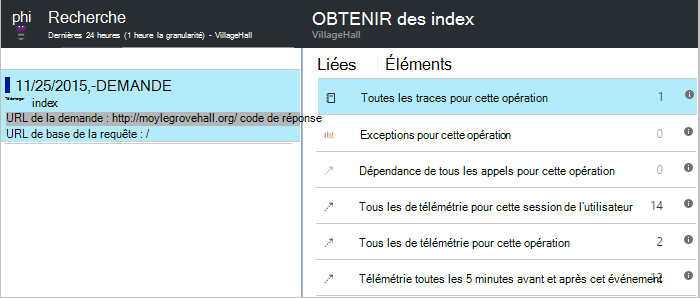 phi
Recherche
Dernières 24 heures (1 heure la granularité) - VillageHall
11/25/2015,-DEMANDE
index
URL de la demande : http://moylegrovehall.org/ code de réponse
URL de base de la requête : /
OBTENIR des index
VillageHall
Liées Éléments
Toutes les traces pour cette opération 1
Exceptions pour cette opération 0
Dépendance de tous les appels pour cette opération 0
Tous les de télémétrie pour cette session de l'utilisateur 14
Tous les de télémétrie pour cette opération 2
Télémétrie toutes les 5 minutes avant et après cet événement 12